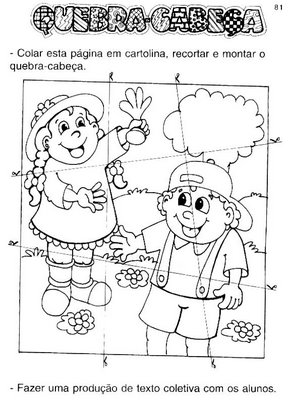 QUEBRA-CABEÇA
81
- Colar esta página em cartolina, recortar e montar o
quebra-cabeça.
- Fazer uma produção de texto coletiva com os alunos.